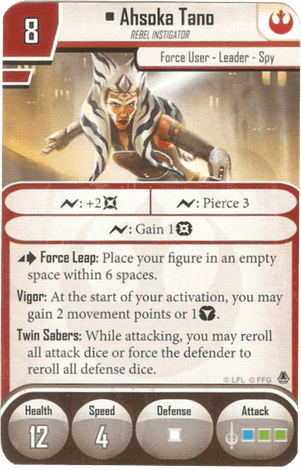 8
Ahsoka Tano
REBEL INSTIGATOR
Force User - Leader - Spy
: +2
: Pierce 3
: Gain 1
Force Leap: Place your figure in an empty
space within 6 spaces.
Vigor: At the start of your activation, you may
gain 2 movement points or 1 .
Twin Sabers: While attacking, you may reroll
all attack dice or force the defender to
reroll all defense dice.
© LFL © FFG
Health
Speed
Defense
Attack
12
4